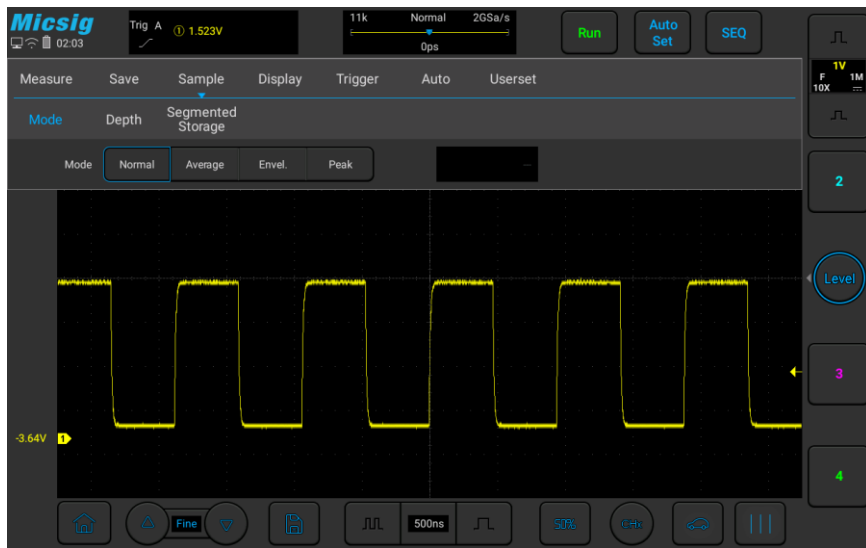 Micsig
02:03
Trig A ① 1.523V
11k Normal 2GSa/s
0ps
Run
Auto
Set
SEQ
Measure Save Sample Display Trigger Auto Userset
Mode Depth Segmented
Storage
Mode Normal Average Envel. Peak
1V
F 1M
10X
2
Level
3
4
-3.64V 1
Fine
500ns
50%
CHx